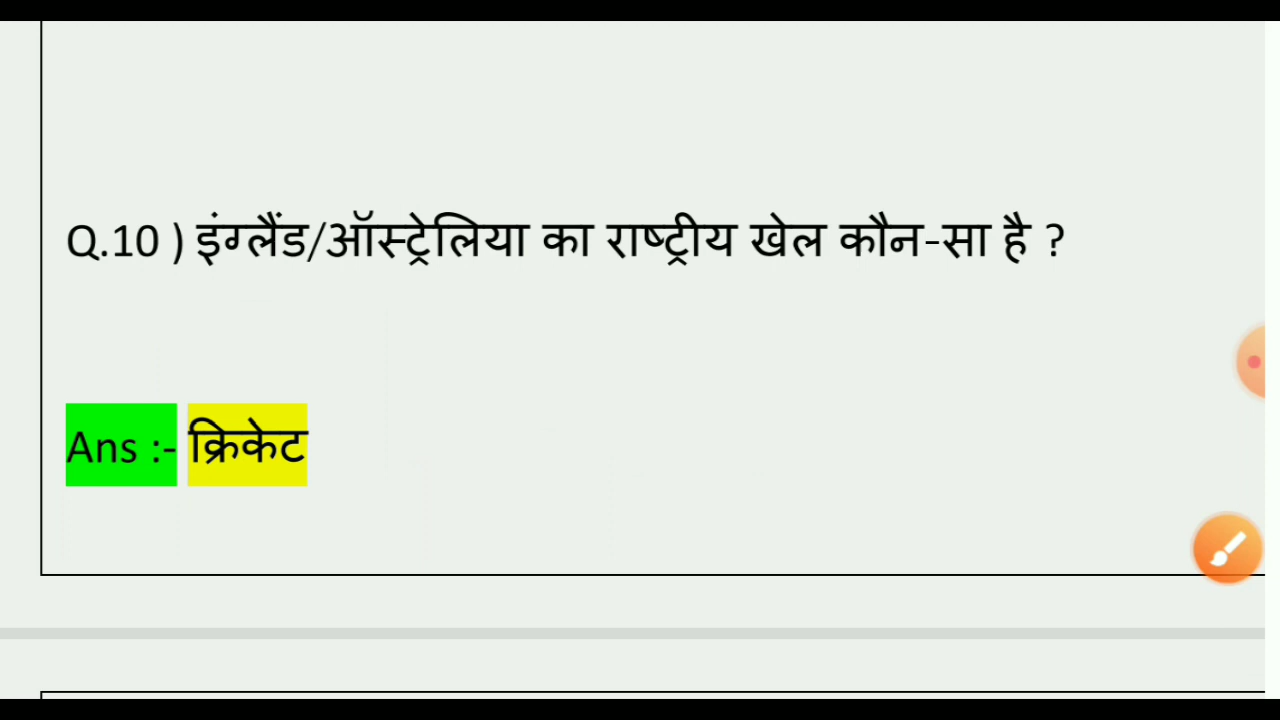 Q.10 ) इंग्लैंड/ऑस्ट्रेलिया का राष्ट्रीय खेल कौन-सा है ?
Ans :- क्रिकेट